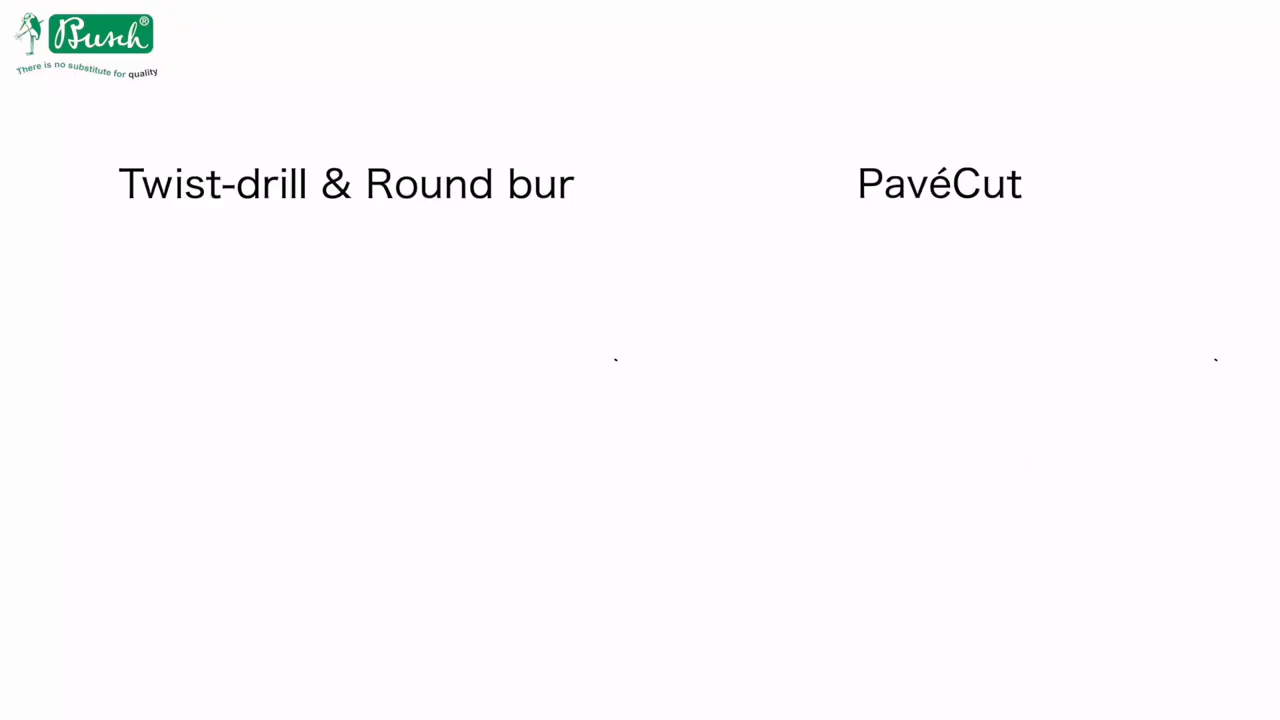 Busch®
There is no substitute for quality
Twist-drill & Round bur
PavéCut